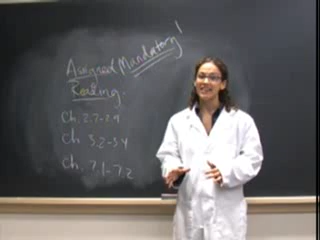 Assigned Mandatory!
Reading:
Ch. 2.7-2.9
Ch 3.2-3.4
Ch. 7.1-7.2